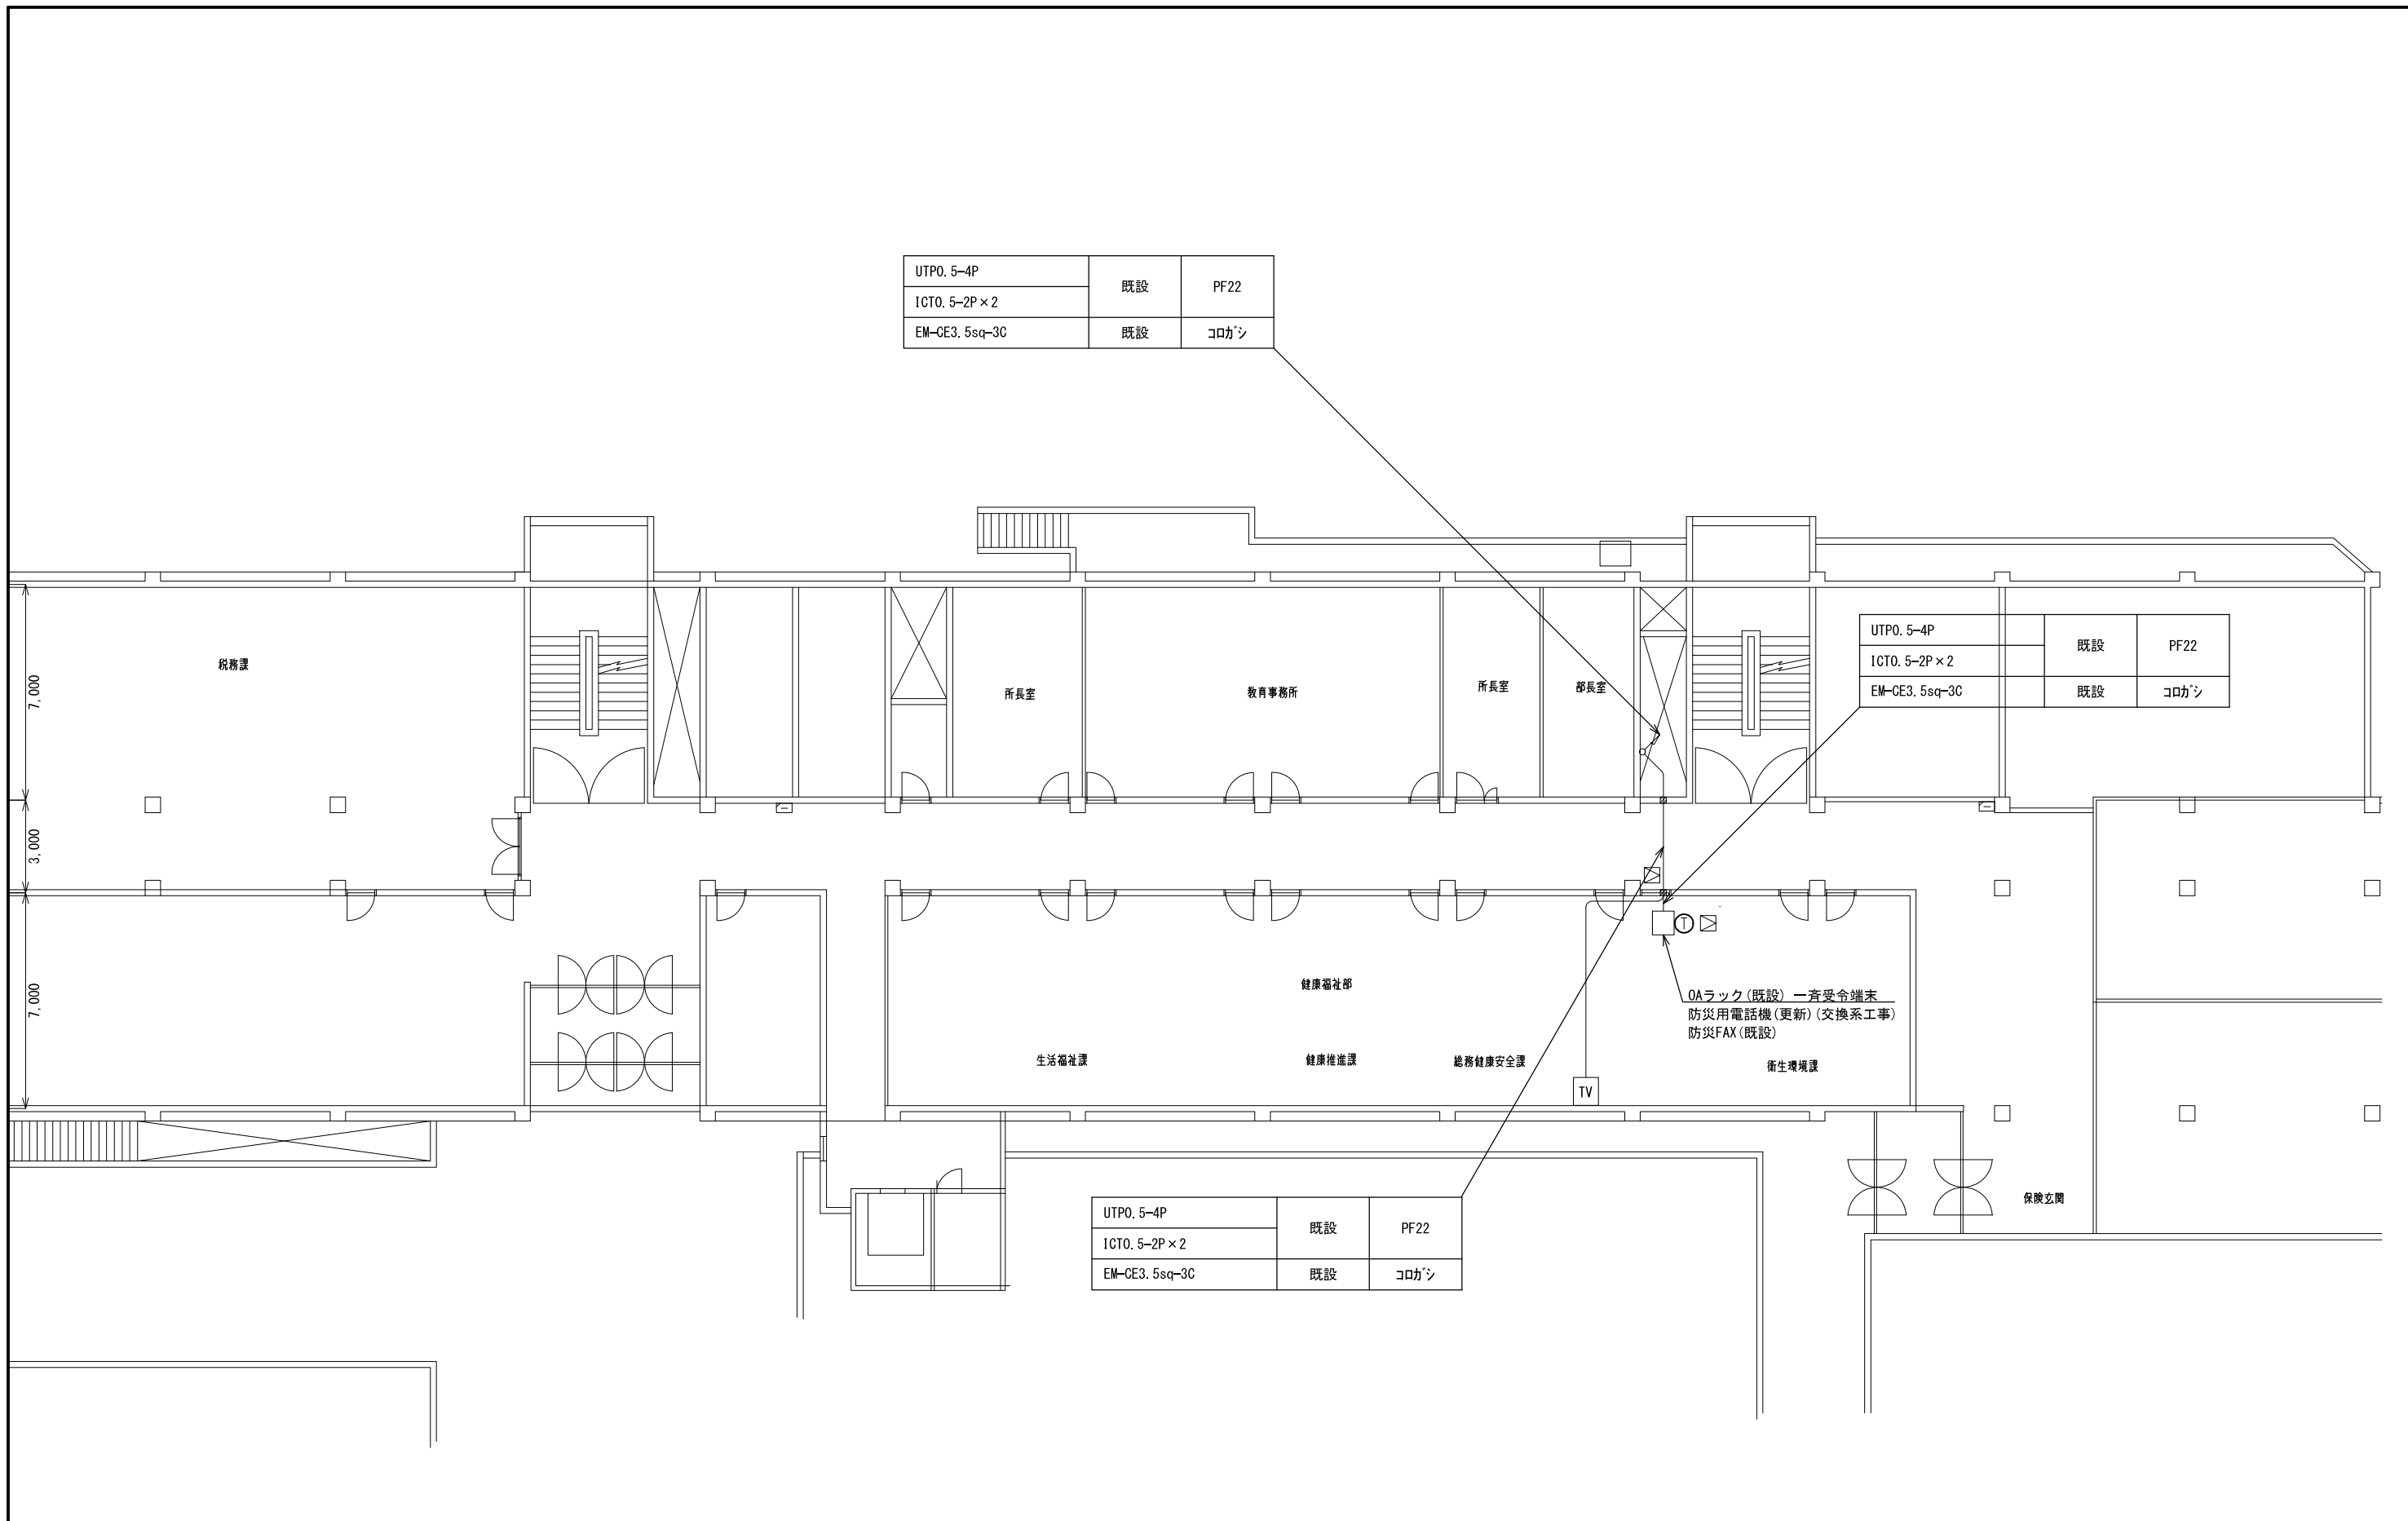 UTP0.5-4P 既設 PF22
ICT0.5-2P×2
EM-CE3.5sq-3C 既設 コロガシ
UTP0.5-4P 既設 PF22
ICT0.5-2P×2
EM-CE3.5sq-3C 既設 コロガシ
税務課
所長室
教育事務所
所長室
部長室
7,000
3,000
7,000
T
OAラック(既設) 一斉受令端末
防災用電話機(更新)(交換系工事)
防災FAX(既設)
健康福祉部
生活福祉課
健康推進課
総務健康安全課
衛生環境課
TV
保険玄関
UTP0.5-4P 既設 PF22
ICT0.5-2P×2
EM-CE3.5sq-3C 既設 コロガシ